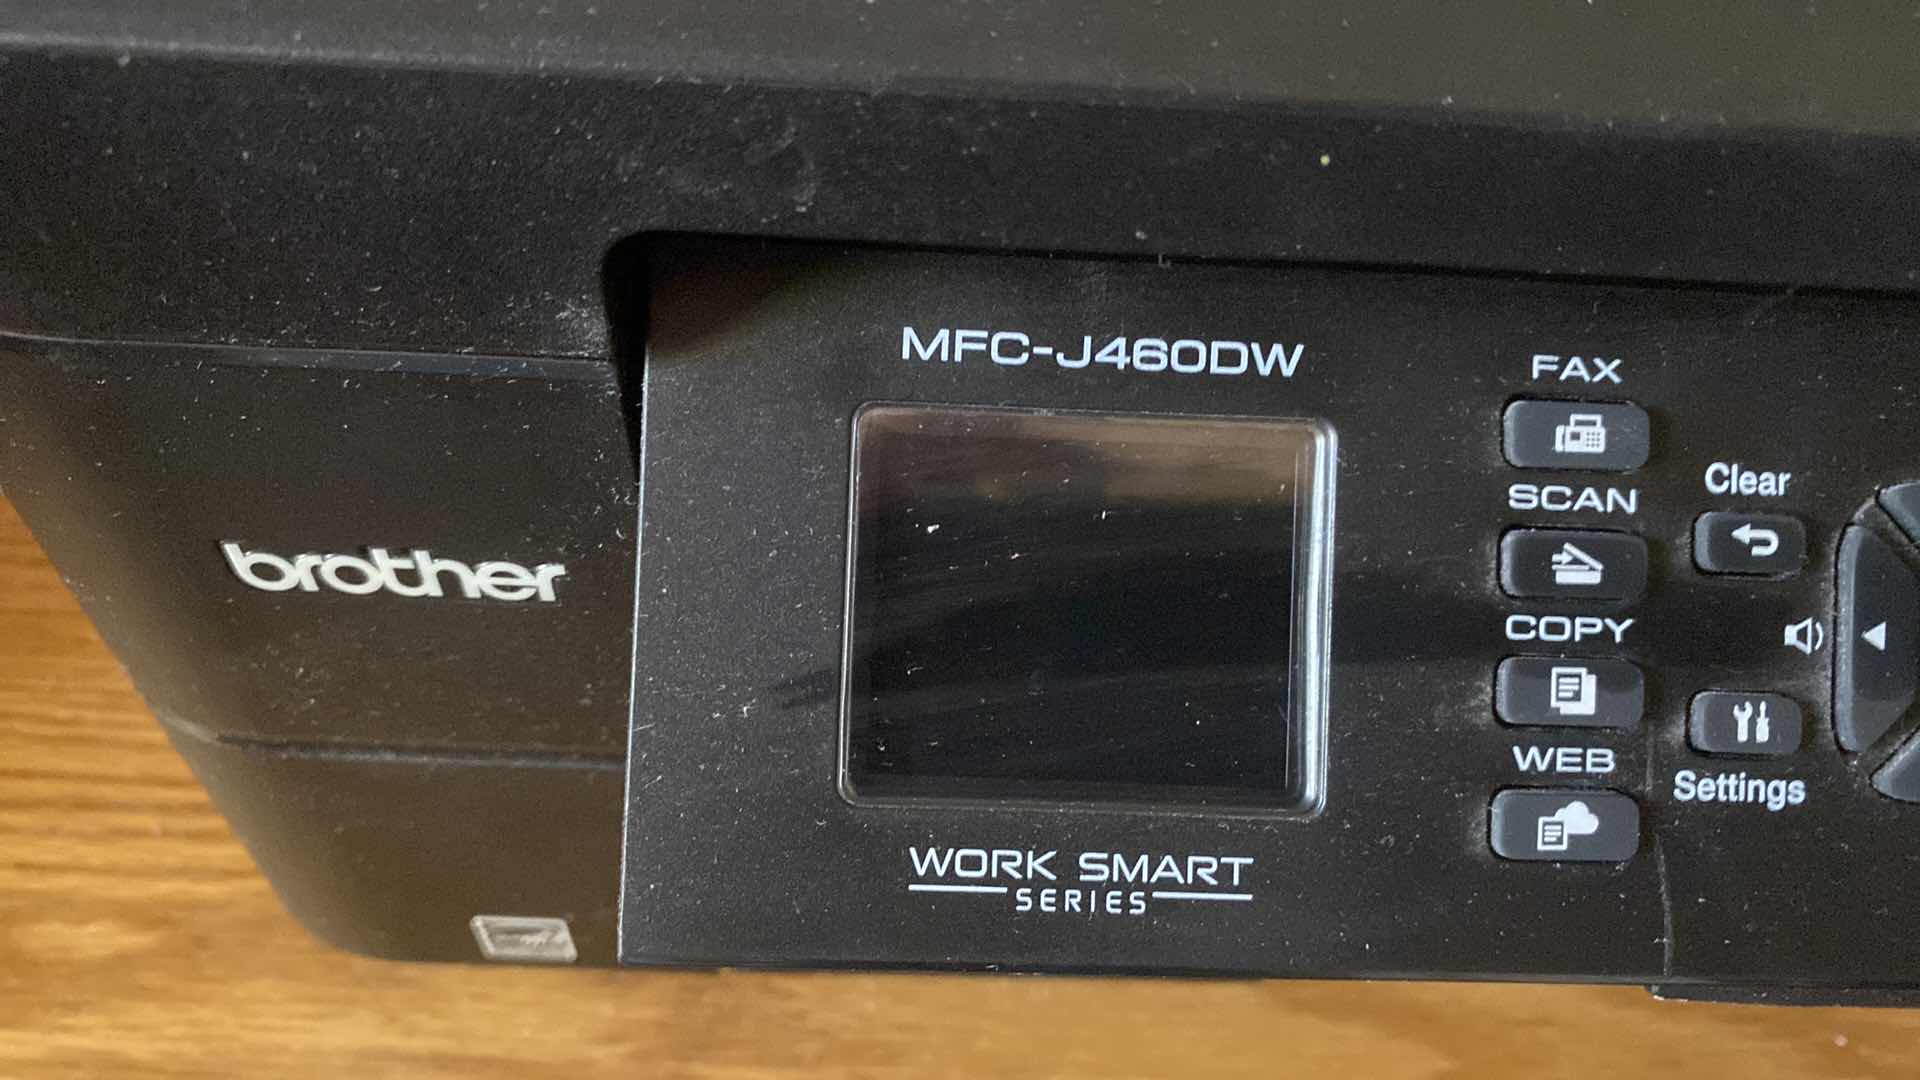 MFC-J460DW
brother
FAX
SCAN
COPY
WEB
Clear
Settings
WORK SMART
SERIES